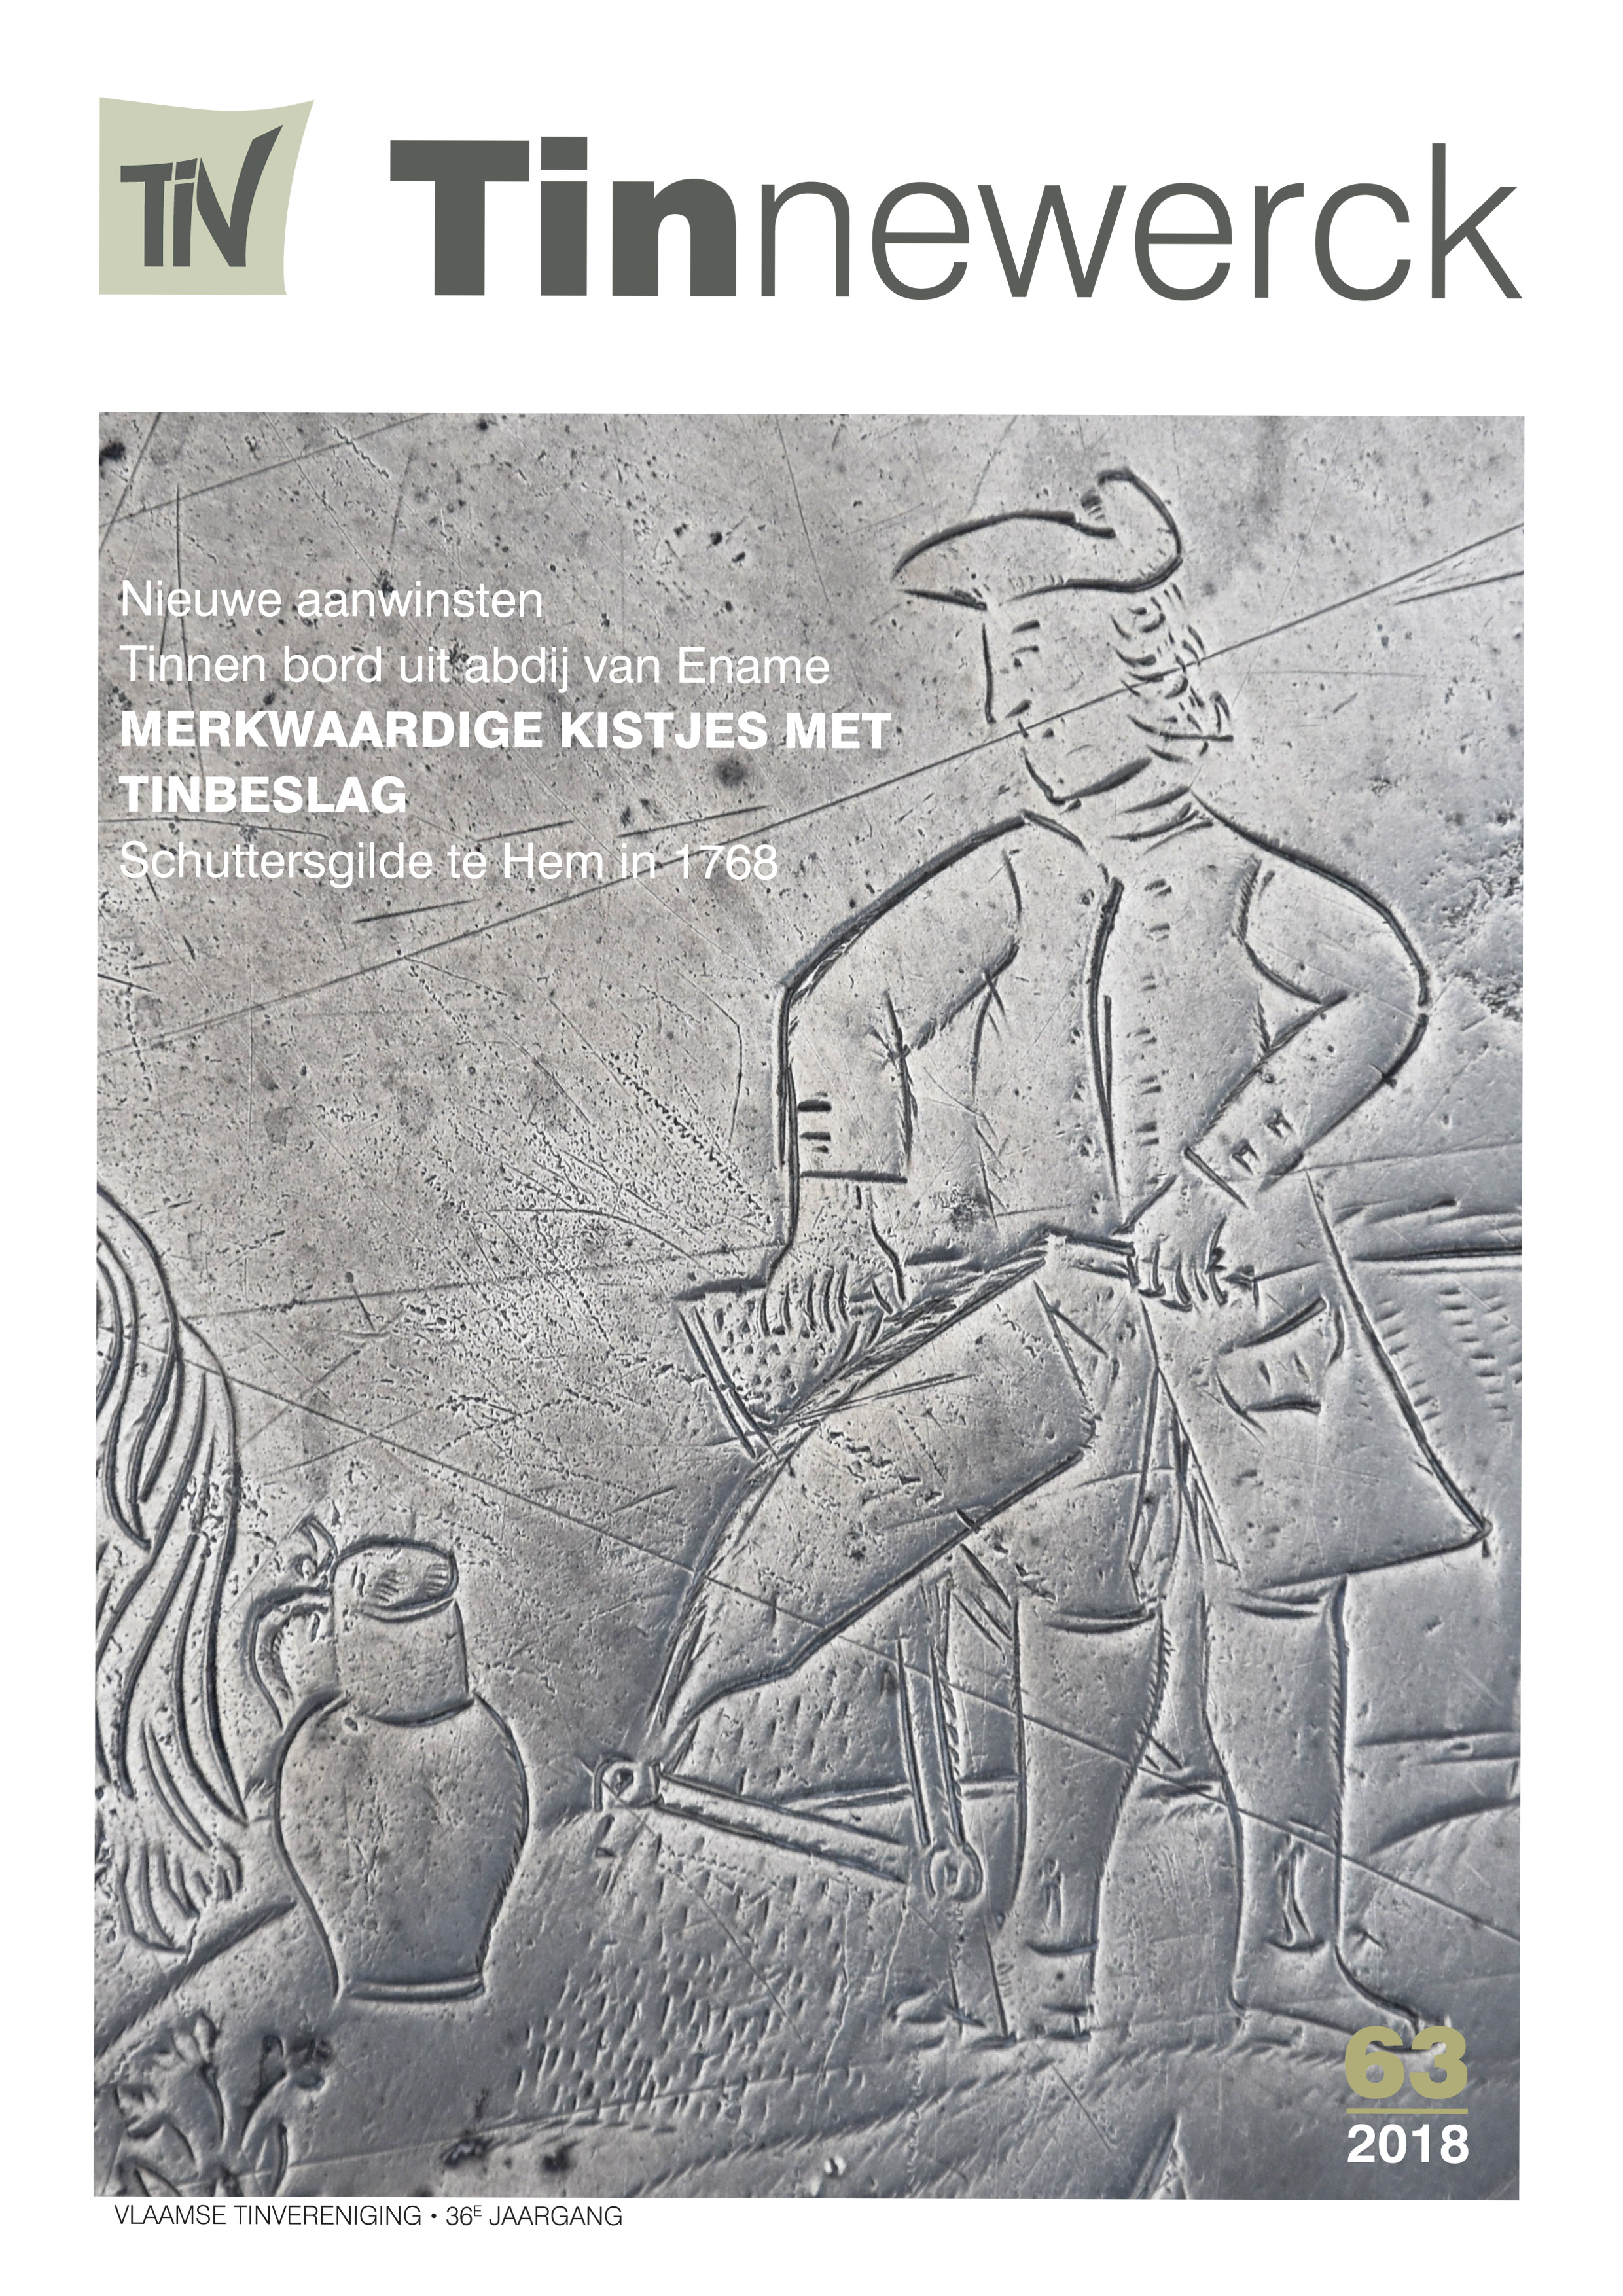 TiN
Tinnewerck
Nieuwe aanwinsten
Tinnen bord uit abdij van Ename
MERKWAARDIGE KISTJES MET
TINBESLAG
Schuttersgilde te Hem in 1768
63
2018
VLAAMSE TINVERENIGING • 36E JAARGANG